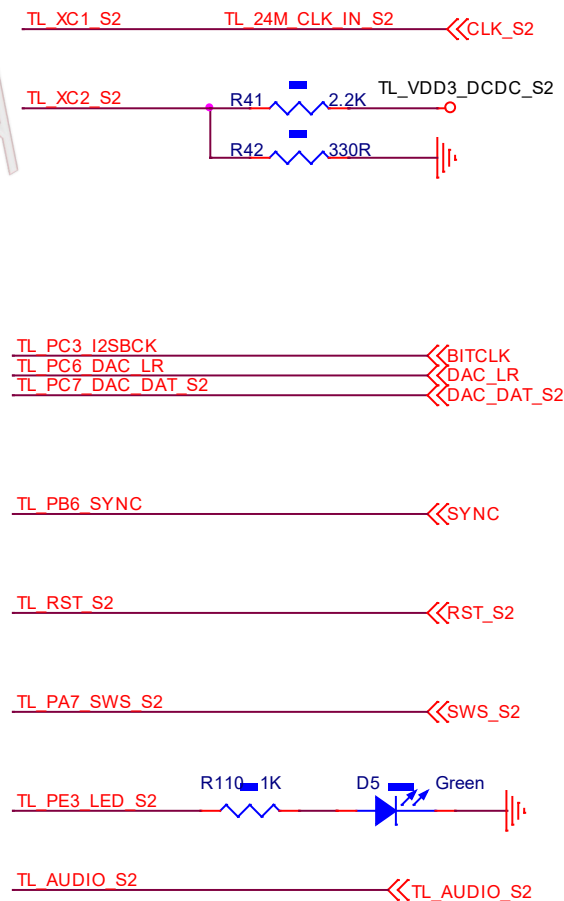 TL_XC1_S2 TL_24M_CLK_IN_S2 CLK_S2
TL_XC2_S2 R41 2.2K TL_VDD3_DCDC_S2
R42 330R
TL_PC3_I2SBCK BITCLK
TL_PC6_DAC_LR DAC_LR
TL_PC7_DAC_DAT_S2 DAC_DAT_S2
TL_PB6_SYNC SYNC
TL_RST_S2 RST_S2
TL_PA7_SWS_S2 SWS_S2
R110 1K D5 Green
TL_PE3_LED_S2
TL_AUDIO_S2 TL_AUDIO_S2